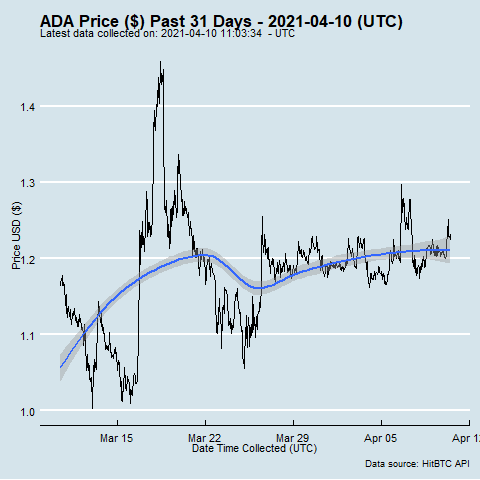 ADA Price ($) Past 31 Days - 2021-04-10 (UTC)
Latest data collected on: 2021-04-10 11:03:34 - UTC
1.4
1.3
1.2
1.1
1.0
Price USD ($)
Mar 15 Mar 22 Mar 29 Apr 05 Apr 1
Date Time Collected (UTC)
Data source: HitBTC API